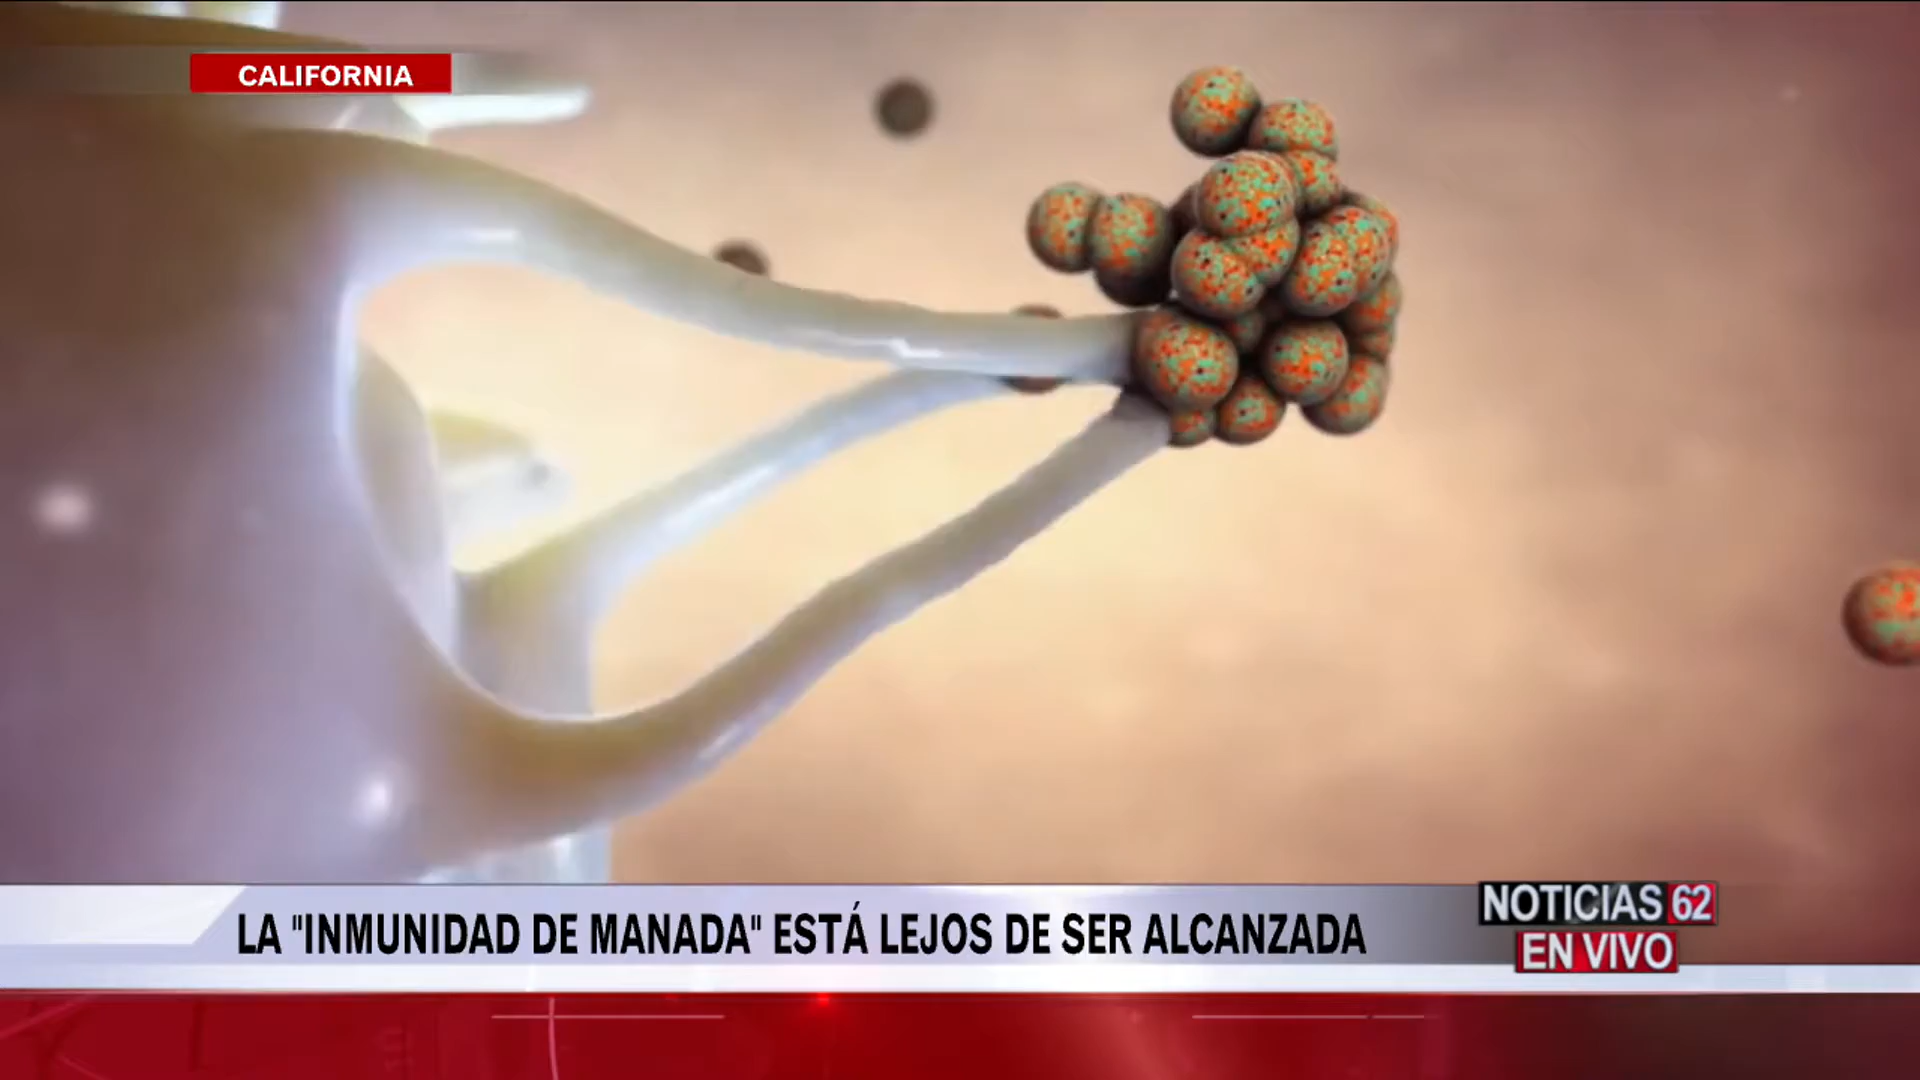 CALIFORNIA
LA "INMUNIDAD DE MANADA" ESTÁ LEJOS DE SER ALCANZADA
NOTICIAS 62
EN VIVO